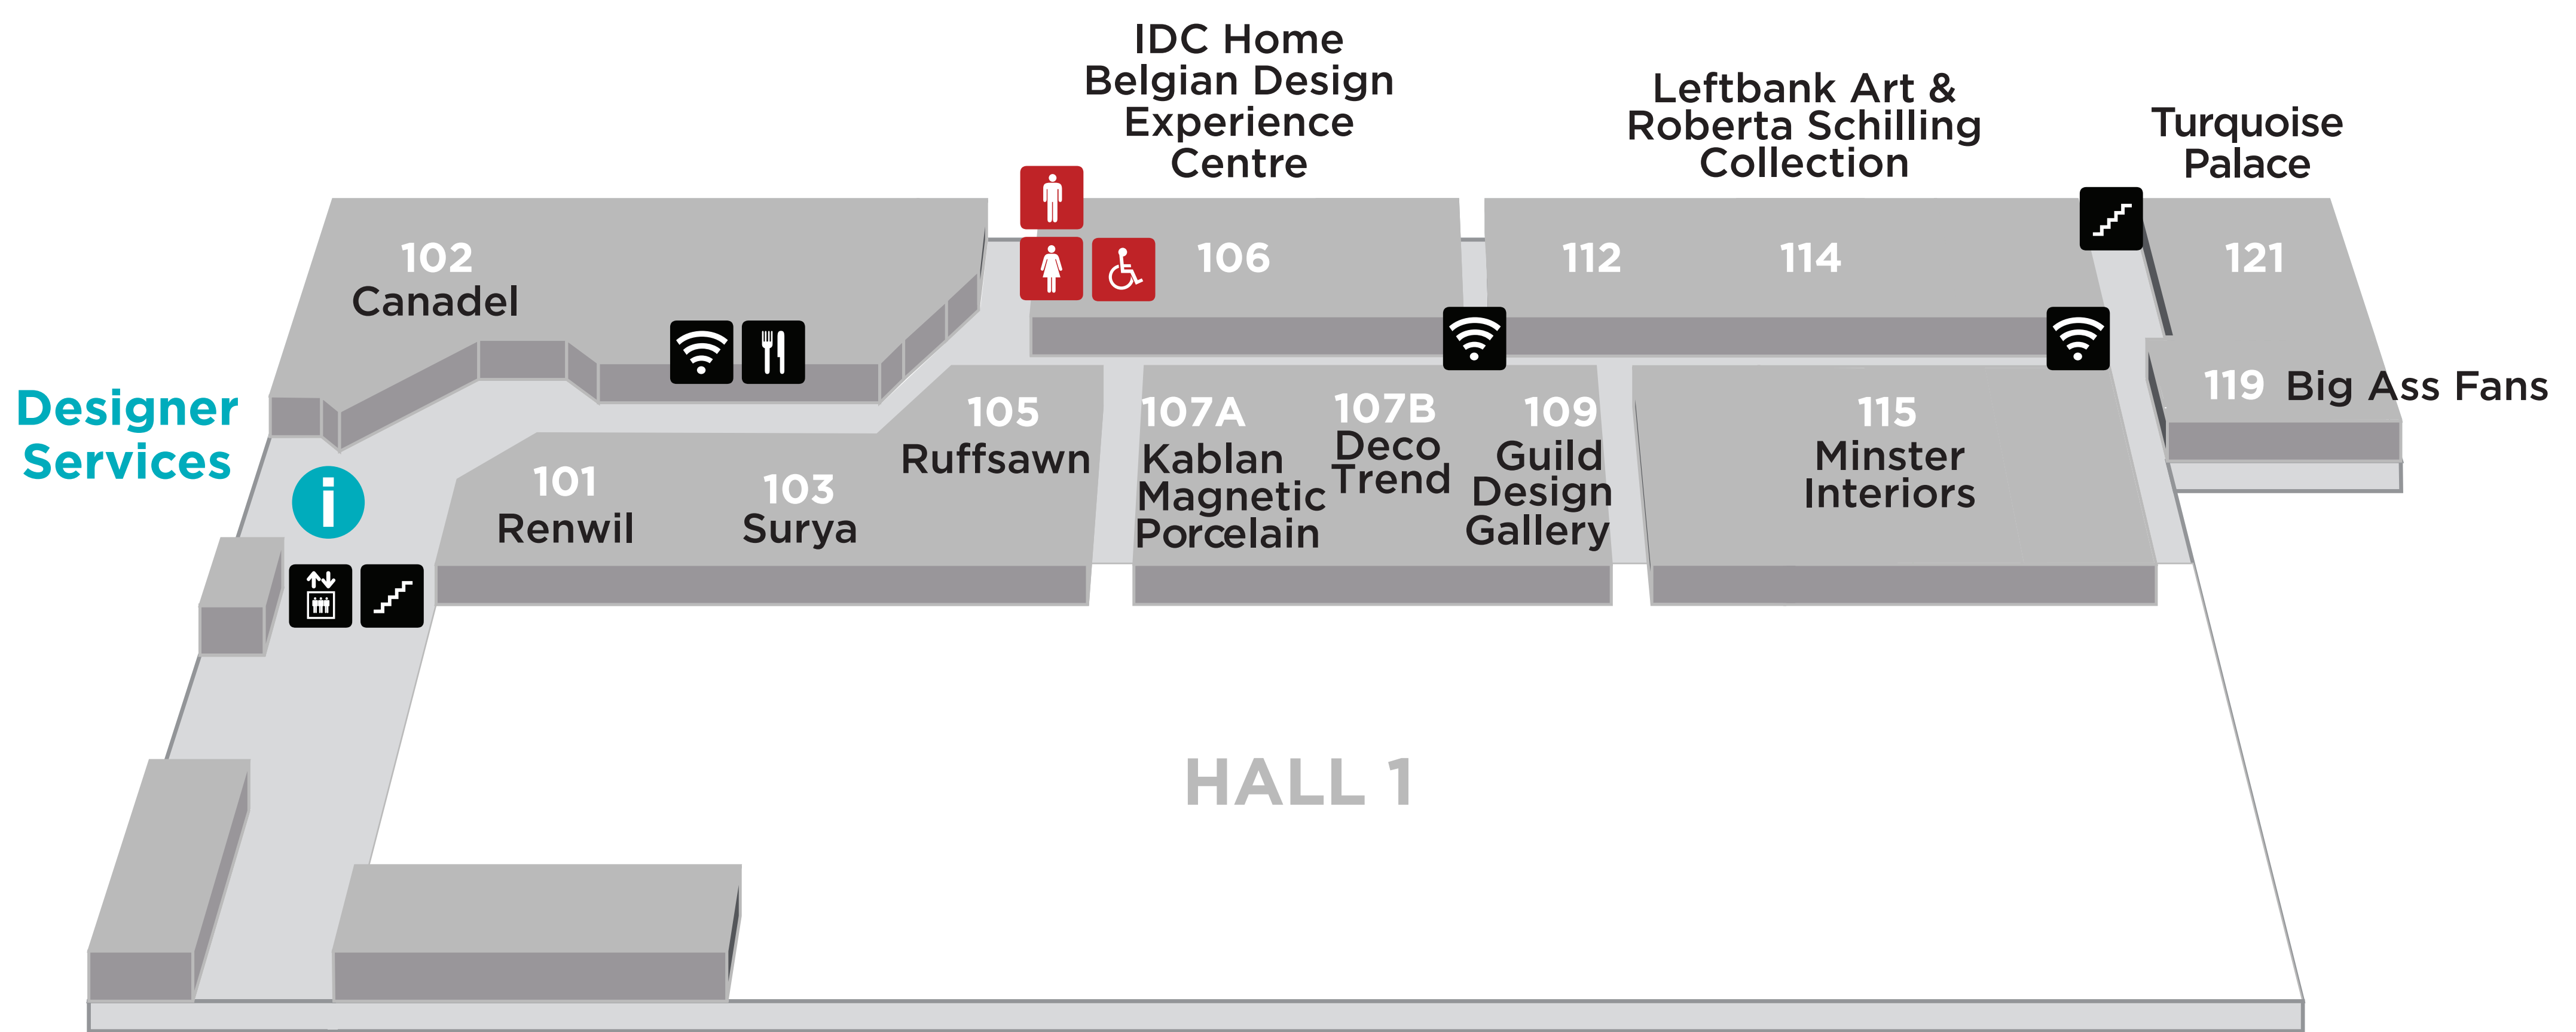 IDC Home
Belgian Design
Experience
Centre
Leftbank Art &
Roberta Schilling
Collection
Turquoise
Palace
102
Canadel
106
112
114
121
119 Big Ass Fans
Designer
Services
i
101
Renwil
103
Surya
105
Ruffsawn
107A
Kablan
Magnetic
Porcelain
107B
Deco
Trend
109
Guild
Design
Gallery
115
Minster
Interiors
HALL 1